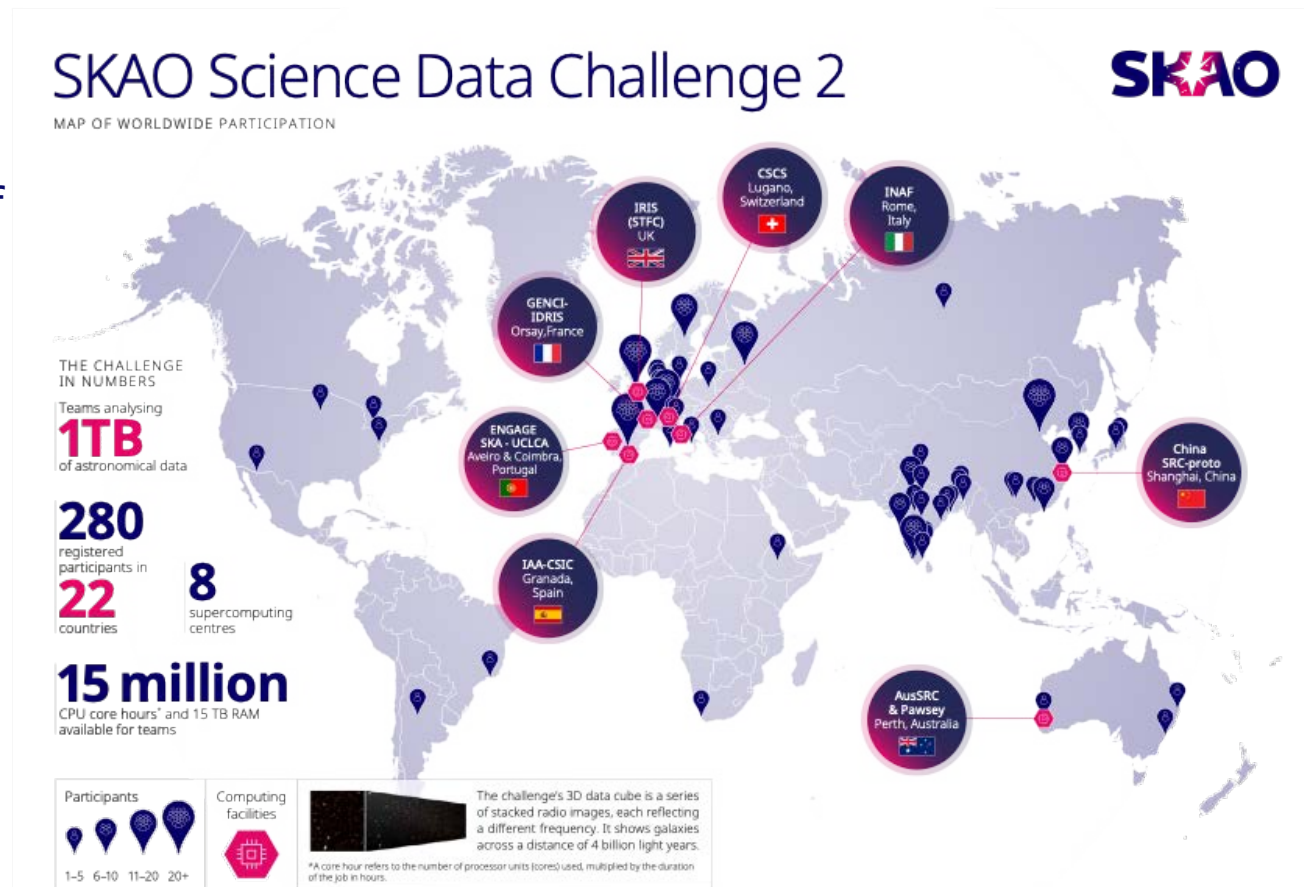 SKAO Science Data Challenge 2
MAP OF WORLDWIDE PARTICIPATION
SKAO
CSCS
Lugano,
Switzerland
INAF
Rome,
Italy
IRIS
(STFC)
UK
GENCI-
IDRIS
Orsay,France
THE CHALLENGE
IN NUMBERS
Teams analysing
1TB
of astronomical data
ENGAGE
SKA - UCLCA
Aveiro & Coimbra,
Portugal
China
SRC-proto
Shanghai, China
280
registered
participants in
22
countries
8
supercomputing
centres
IAA-CSIC
Granada,
Spain
15 million
CPU core hours* and 15 TB RAM
available for teams
AusSRC
& Pawsey
Perth, Australia
Participants
1–5 6–10 11–20 20+
Computing
facilities
The challenge's 3D data cube is a series
of stacked radio images, each reflecting
a different frequency. It shows galaxies
across a distance of 4 billion light years.
*A core hour refers to the number of processor units (cores) used, multiplied by the duration
of the job in hours.